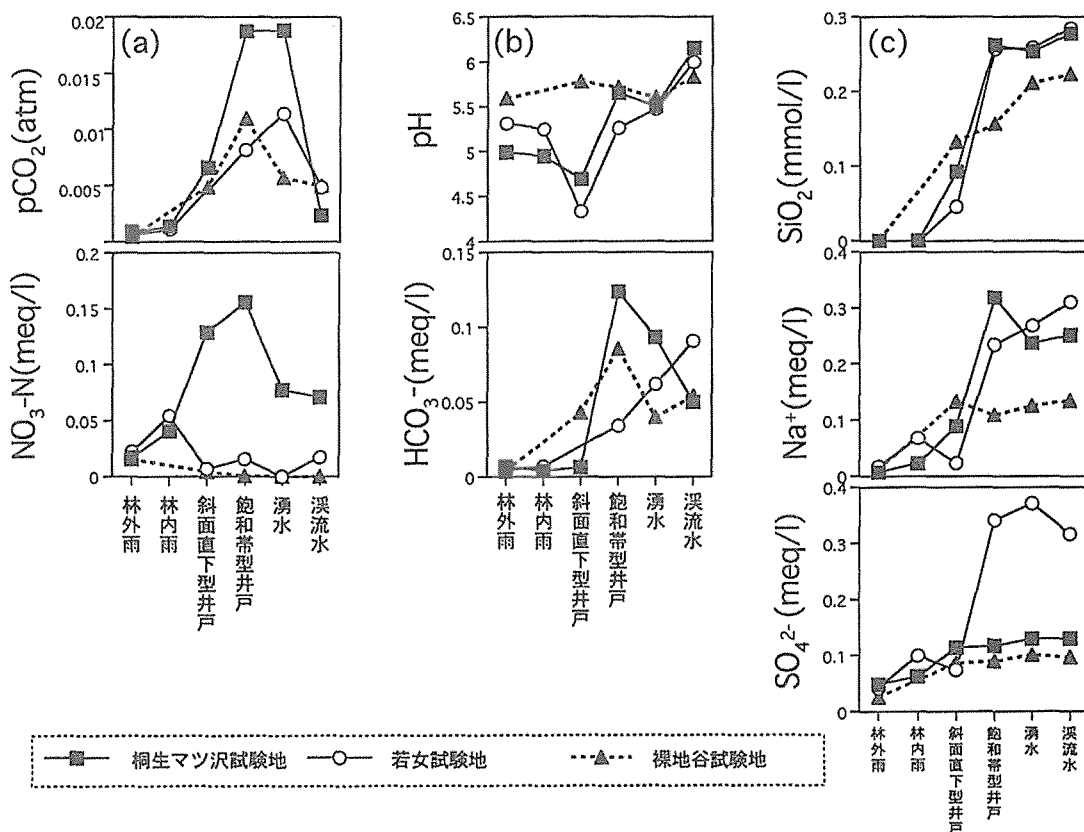 (a)
pCO2(atm)
0.02
0.015
0.01
0.005
NO3-N(meq/l)
0.2
0.15
0.1
0.05
0
林外雨
林内雨
斜面直下型井戸
飽和帯型井戸
湧水
渓流水
(b)
pH
6.5
6
5.5
5
4.5
4
HCO3-(meq/l)
0.15
0.1
0.05
0
林外雨
林内雨
斜面直下型井戸
飽和帯型井戸
湧水
渓流水
(c)
SiO2(mmol/l)
0.3
0.2
0.1
0
Na+(meq/l)
0.4
0.3
0.2
0.1
0
SO42-(meq/l)
0.4
0.3
0.2
0.1
0
林外雨
林内雨
斜面直下型井戸
飽和帯型井戸
湧水
渓流水
桐生マツ沢試験地 若女試験地 裸地谷試験地